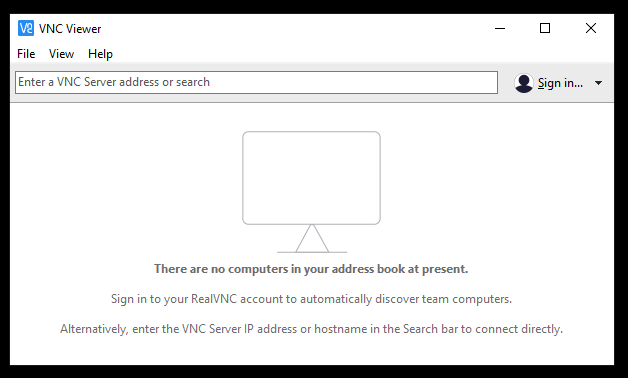 VNC Viewer
File View Help
Enter a VNC Server address or search
Sign in...
There are no computers in your address book at present.
Sign in to your RealVNC account to automatically discover team computers.
Alternatively, enter the VNC Server IP address or hostname in the Search bar to connect directly.